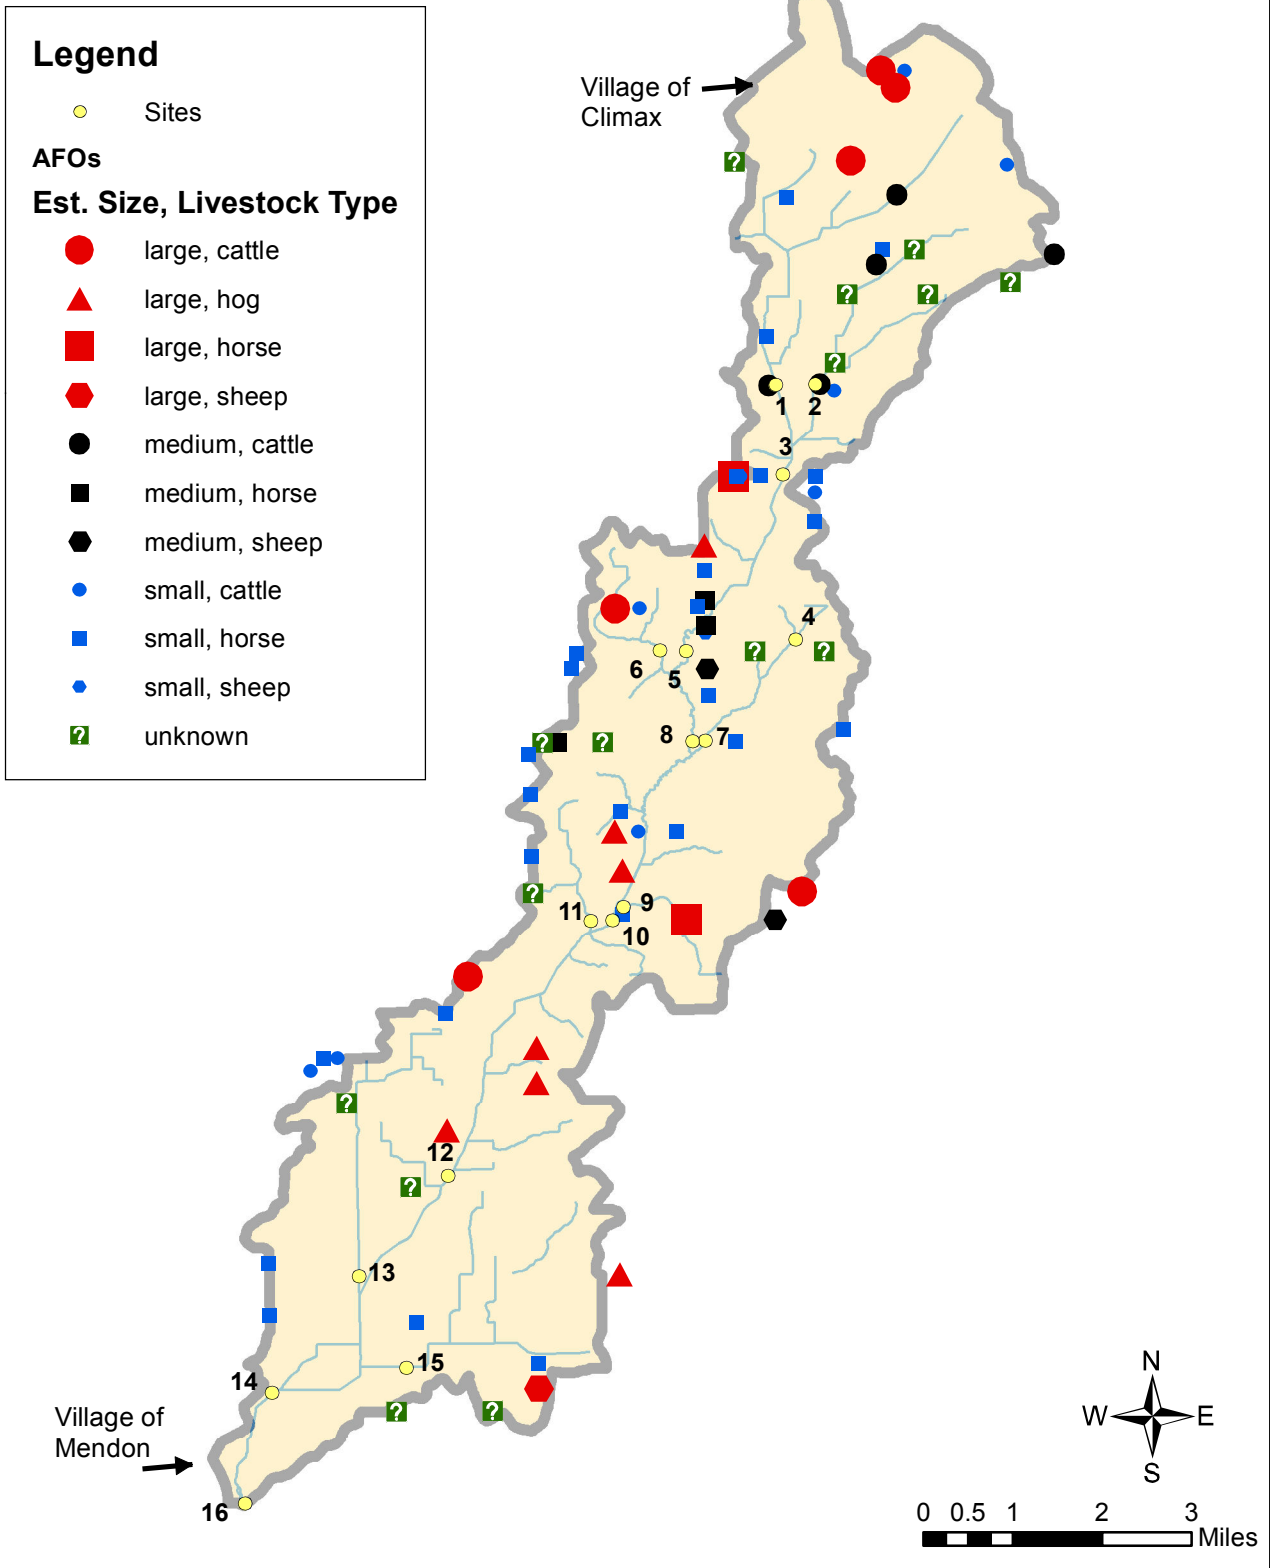 Legend
Sites
AFOs
Est. Size, Livestock Type
large, cattle
large, hog
large, horse
large, sheep
medium, cattle
medium, horse
medium, sheep
small, cattle
small, horse
small, sheep
? unknown
Village of
Climax
?
?
?
?
?
?
1
2
3
4
?
?
6
5
8
7
?
?
?
9
11
10
?
12
?
13
15
14
?
?
Village of
Mendon
16
N
W
E
S
0 0.5 1 2 3
Miles